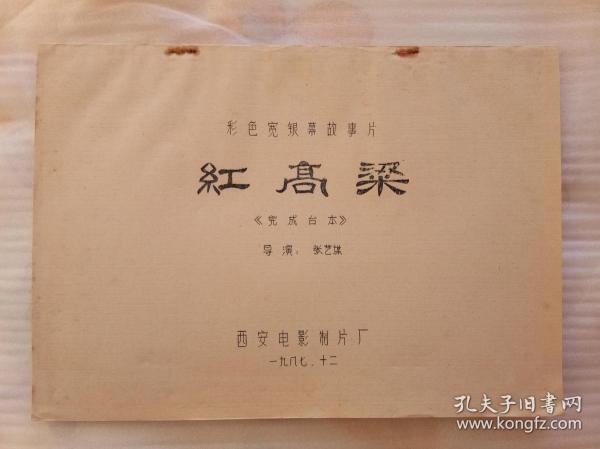 彩色宽银幕故事片
紅高粱
《完成台本》
导演：张艺谋
西安电影制片厂
一九八七.十二
孔夫子旧書网
www.kongfz.com